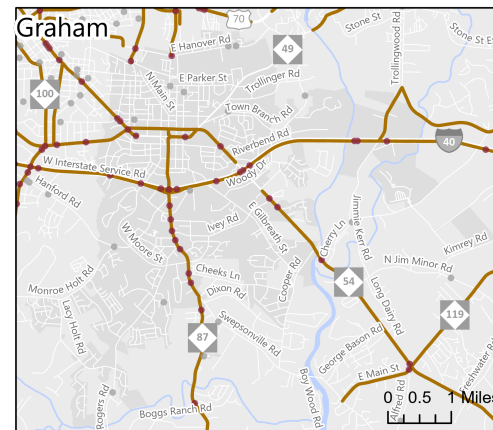 Graham
70
Stone St
Trollingwood Rd
Stone St Ex
E Hanover Rd
49
100
N Main St
E Parker St
Trollinger Rd
Town Branch Rd
Riverbend Rd
40
W Interstate Service Rd
Woody Dr
Hanford Rd
Jimmie Kerr Rd
Ivey Rd
E Gilbreath St
Cherry Ln
Kimrey Rd
W Moore St
N Jim Minor Rd
Cheeks Ln
Cooper Rd
54
Long Dairy Rd
Monroe Holt Rd
Dixon Rd
Lacy Holt Rd
Swepsonville Rd
119
87
George Bason Rd
Freshwater Rd
E Main St
Boy Wood Rd
Rogers Rd
Boggs Ranch Rd
Alfred Rd
0 0.5 1 Miles